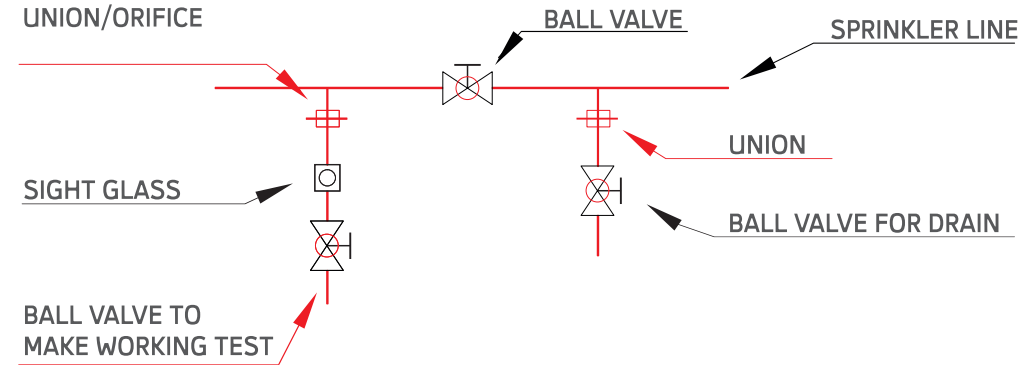 UNION/ORIFICE
BALL VALVE
SPRINKLER LINE
UNION
SIGHT GLASS
BALL VALVE FOR DRAIN
BALL VALVE TO
MAKE WORKING TEST